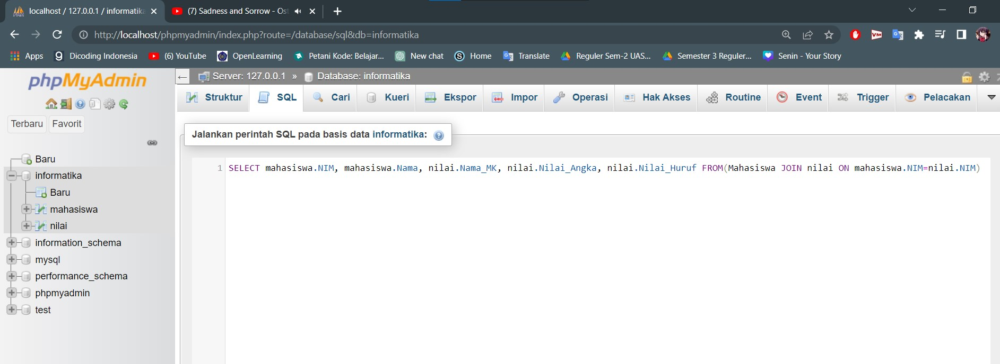 localhost / 127.0.0.1 / informatika
(7) Sadness and Sorrow - Ost
http://localhost/phpmyadmin/index.php?route=/database/sql&db=informatika
Apps Dicoding Indonesia (6) YouTube OpenLearning Petani Kode: Belajar... New chat Home Translate Reguler Sem-2 UAS... Semester 3 Reguler... Senin - Your Story
phpMyAdmin
Terbaru Favorit
Baru
informatika
Baru
mahasiswa
nilai
information_schema
mysql
performance_schema
phpmyadmin
test
← Server: 127.0.0.1 » Database: informatika
Struktur SQL Cari Kueri Ekspor Impor Operasi Hak Akses Routine Event Trigger Pelacakan
Jalankan perintah SQL pada basis data informatika:
1 SELECT mahasiswa.NIM, mahasiswa.Nama, nilai.Nama_MK, nilai.Nilai_Angka, nilai.Nilai_Huruf FROM(Mahasiswa JOIN nilai ON mahasiswa.NIM=nilai.NIM)